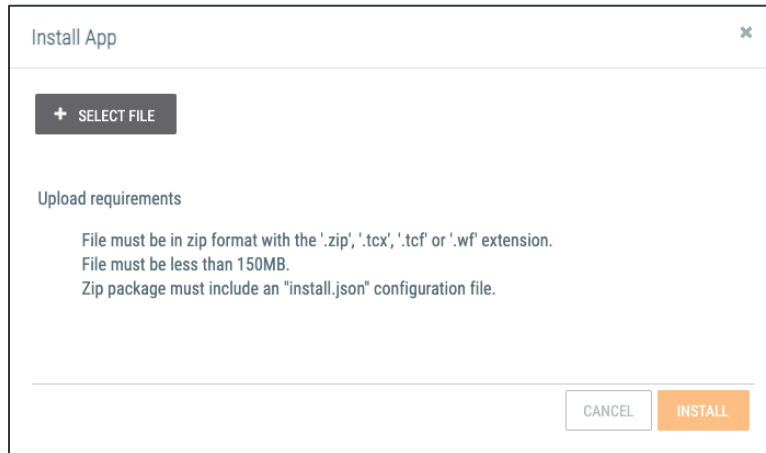 Install App
SELECT FILE
Upload requirements
File must be in zip format with the '.zip', '.tcx', '.tcf' or '.wf' extension.
File must be less than 150MB.
Zip package must include an "install.json" configuration file.
CANCEL
INSTALL